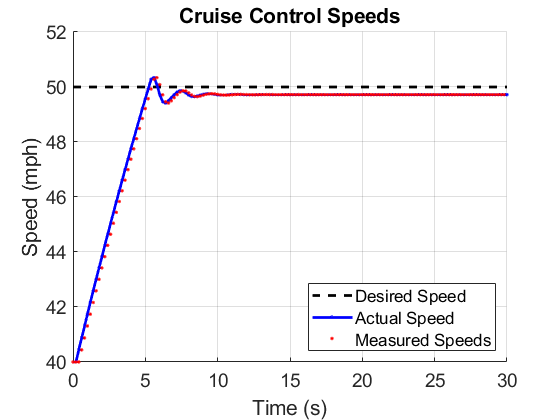 Cruise Control Speeds
52
50
48
46
44
42
40
Speed (mph)
Desired Speed
Actual Speed
Measured Speeds
0 5 10 15 20 25 30
Time (s)